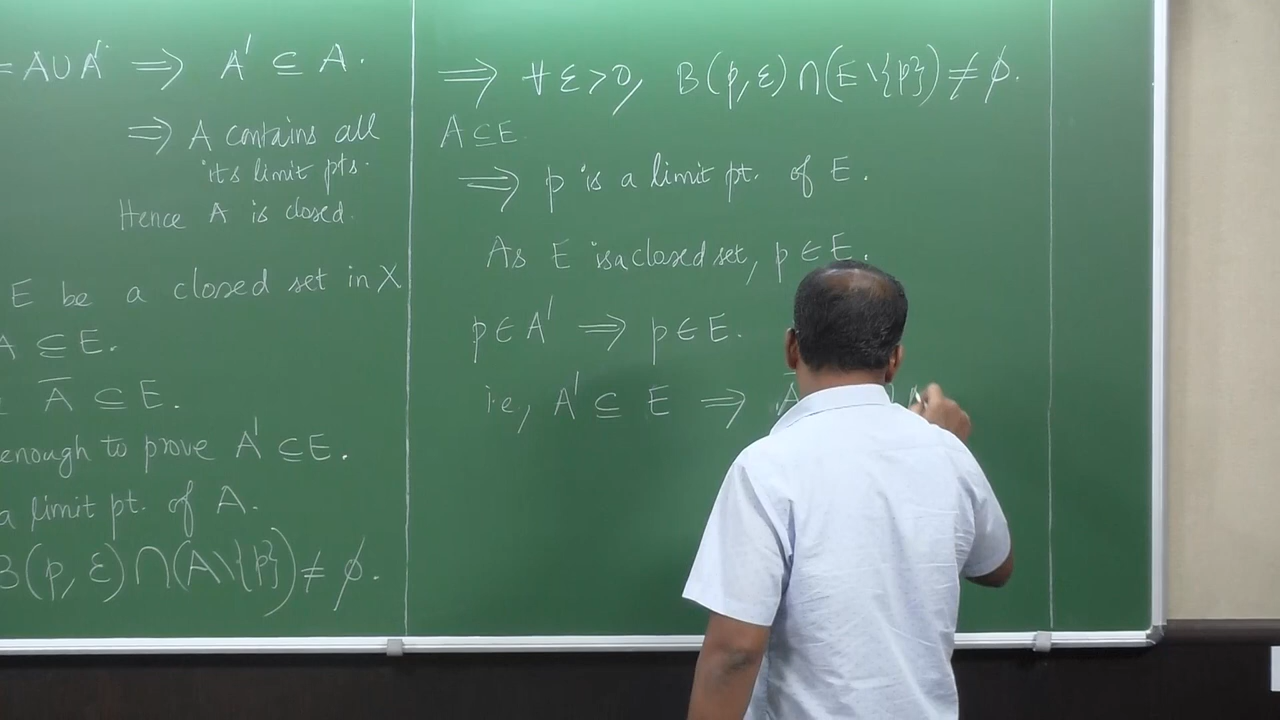 = A∪A' ⟹ A' ⊆ A.
⟹ A contains all
its limit pts.
Hence A is closed.
E be a closed set in X
A ⊆ E.
A̅ ⊆ E.
enough to prove A' ⊆ E.
a limit pt. of A.
B(p, ε) ∩ (A \ {p}) ≠ ϕ.
⟹ ∀ ε > 0, B(p, ε) ∩ (E \ {p}) ≠ ϕ.
A ⊆ E
⟹ p is a limit pt. of E.
As E is a closed set, p ∈ E.
p ∈ A' ⟹ p ∈ E.
i.e, A' ⊆ E ⟹ A̅